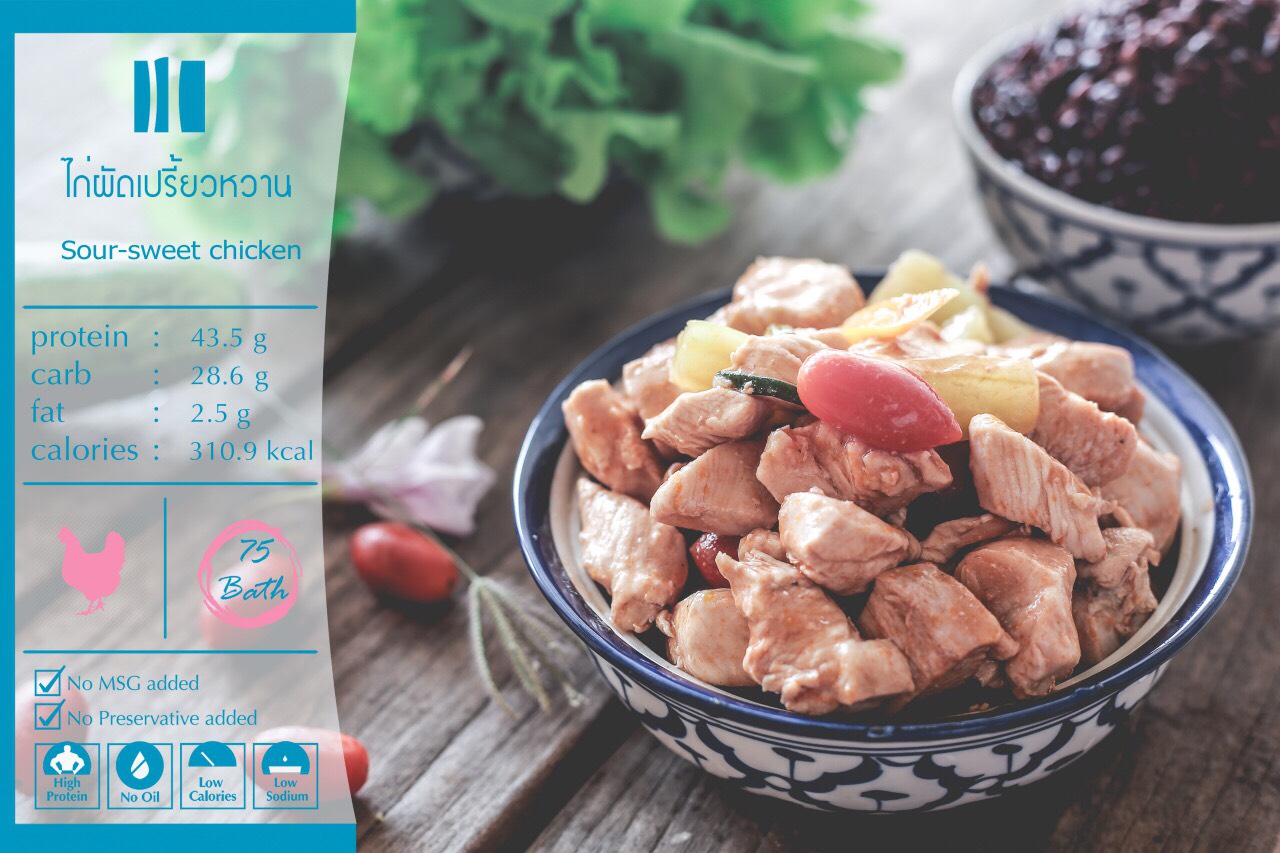 ไก่ผัดเปรี้ยวหวาน
Sour-sweet chicken
protein : 43.5 g
carb : 28.6 g
fat : 2.5 g
calories : 310.9 kcal
75
Bath
No MSG added
No Preservative added
High
Protein
No Oil
Low
Calories
Low
Sodium